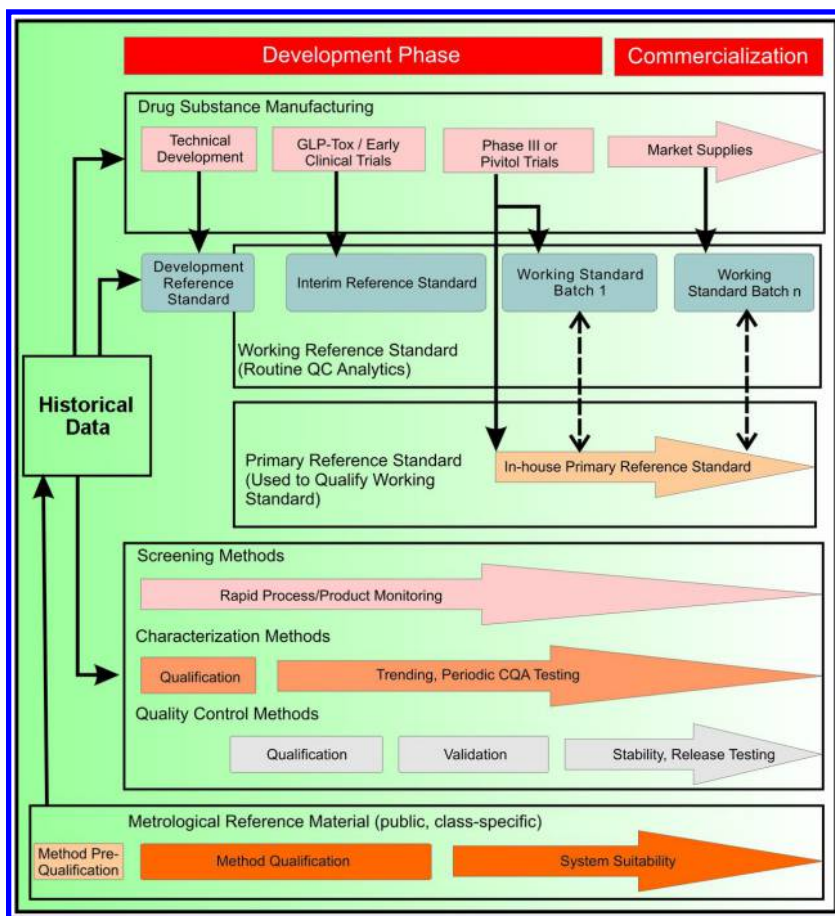 Development Phase
Commercialization
Drug Substance Manufacturing
Technical
Development
GLP-Tox / Early
Clinical Trials
Phase III or
Pivitol Trials
Market Supplies
Development
Reference
Standard
Interim Reference Standard
Working Standard
Batch 1
Working
Standard Batch n
Working Reference Standard
(Routine QC Analytics)
Historical
Data
Primary Reference Standard
(Used to Qualify Working
Standard)
In-house Primary Reference Standard
Screening Methods
Rapid Process/Product Monitoring
Characterization Methods
Qualification
Trending, Periodic CQA Testing
Quality Control Methods
Qualification
Validation
Stability, Release Testing
Metrological Reference Material (public, class-specific)
Method Pre-
Qualification
Method Qualification
System Suitability